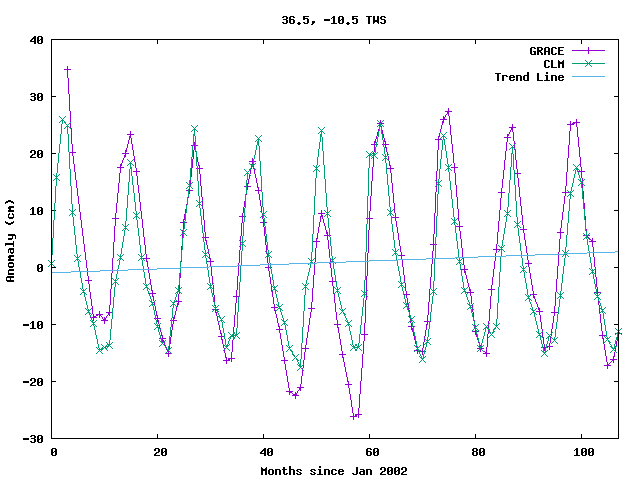 36.5, -10.5 TWS
GRACE
CLM
Trend Line
40
30
20
10
0
-10
-20
-30
Anomaly (cm)
0 20 40 60 80 100
Months since Jan 2002